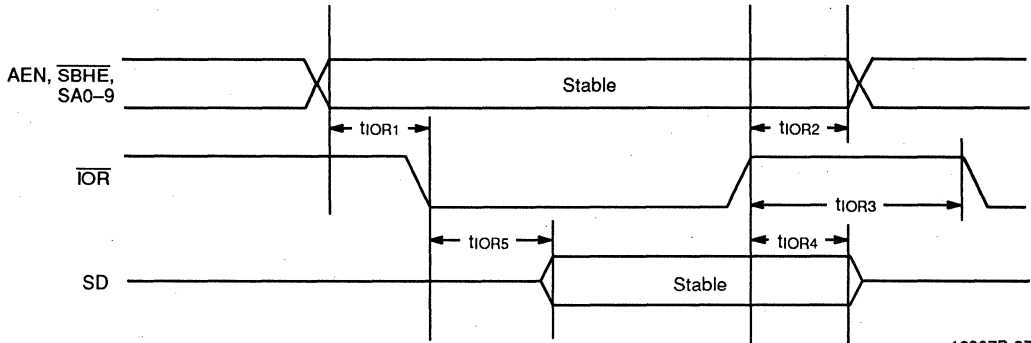 AEN, SBHE,
SA0–9
Stable
tIOR1
tIOR2
IOR
tIOR3
tIOR5
tIOR4
SD
Stable